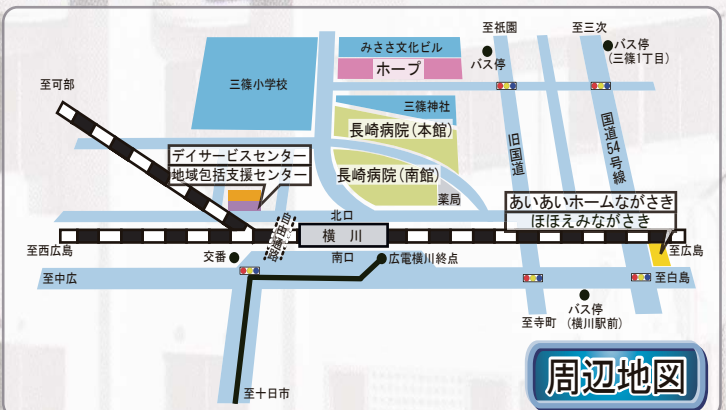 至祇園
至三次
みささ文化ビル
ホープ
バス停
バス停
(三篠1丁目)
至可部
三篠小学校
三篠神社
長崎病院(本館)
旧国道
国道54号線
デイサービスセンター
地域包括支援センター
長崎病院(南館)
薬局
あいあいホームながさき
ほほえみながさき
北口
自由通路
横川
至西広島
交番
南口
広電横川終点
至広島
至中広
至白島
バス停
(横川駅前)
至寺町
至十日市
周辺地図